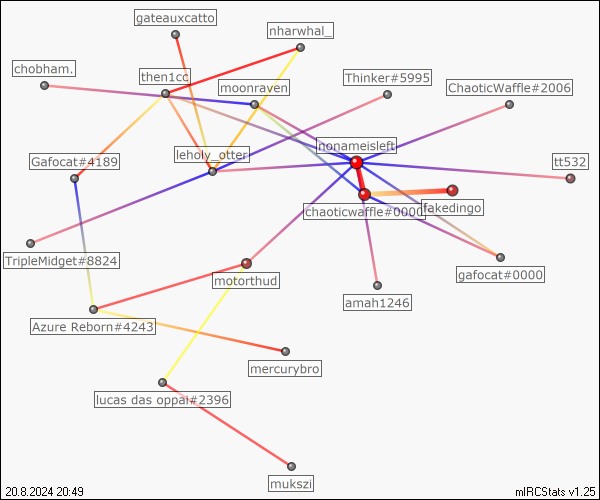 gateauxcatto
nharwhal_
chobham.
then1cc
moonraven
Thinker#5995
ChaoticWaffle#2006
nonameisleft
leholy_otter
Gafocat#4189
tt532
chaoticwaffle#0000
fakedingo
TripleMidget#8824
motorthud
gafocat#0000
amah1246
Azure Reborn#4243
mercurybro
lucas das oppai#2396
mukszi
20.8.2024 20:49
mIRCStats v1.25